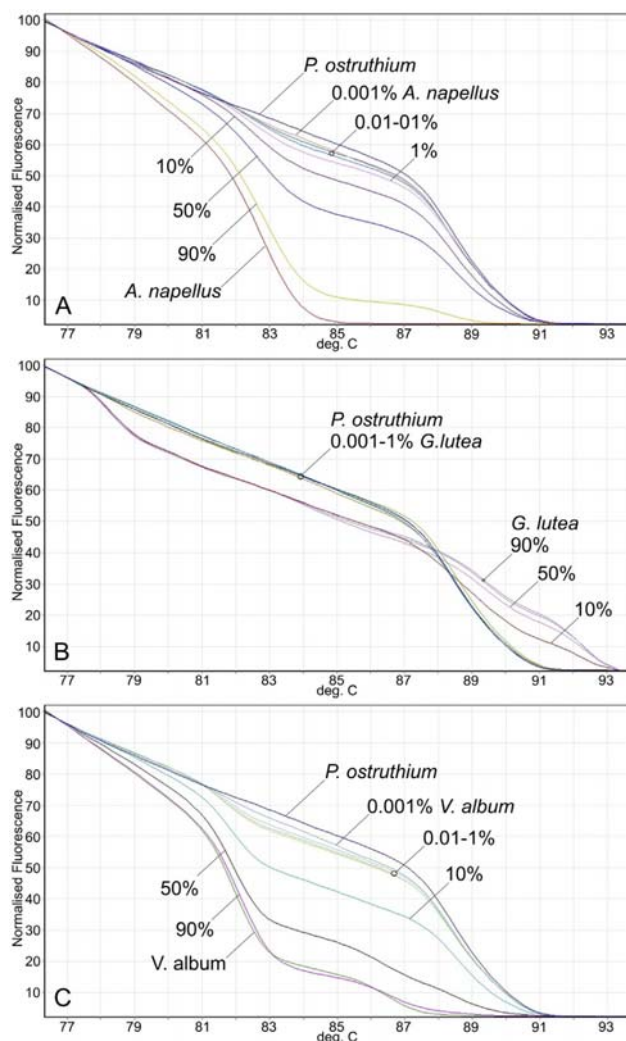 100
90
80
70
60
50
40
30
20
10
Normalised Fluorescence
P. ostruthium
0.001% A. napellus
0.01-01%
1%
10%
50%
90%
A. napellus
A
77 79 81 83 85 87 89 91 93
deg. C
100
90
80
70
60
50
40
30
20
10
Normalised Fluorescence
P. ostruthium
0.001-1% G.lutea
G. lutea
90%
50%
10%
B
77 79 81 83 85 87 89 91 93
deg. C
100
90
80
70
60
50
40
30
20
10
Normalised Fluorescence
P. ostruthium
0.001% V. album
0.01-1%
10%
50%
90%
V. album
C
77 79 81 83 85 87 89 91 93
deg. C